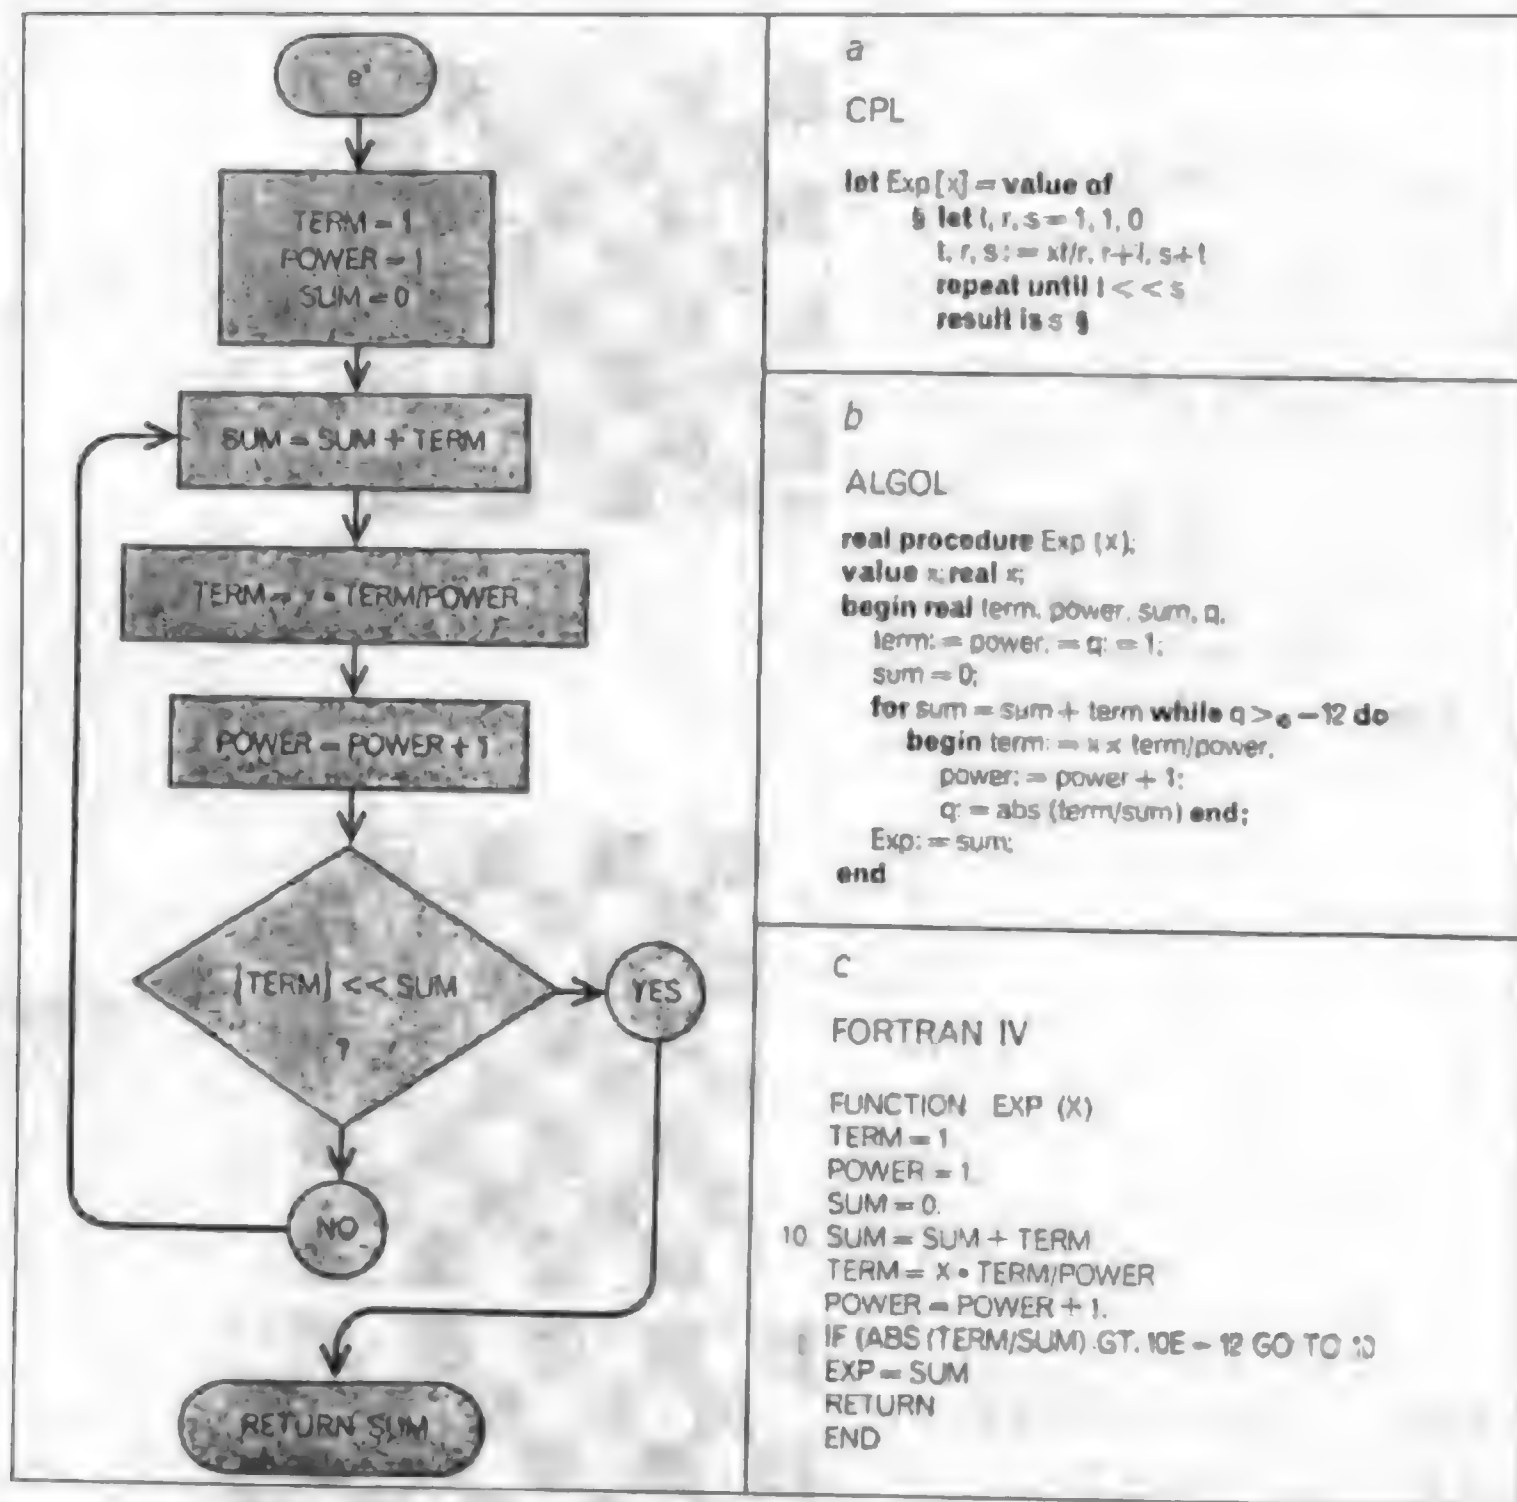 TERM = 1
POWER = 1
SUM = 0
SUM = SUM + TERM
TERM = x • TERM/POWER
POWER = POWER + 1
|TERM| << SUM
?
YES
NO
RETURN SUM
a
CPL
let Exp[x] = value of
§ let t, r, s = 1, 1, 0
t, r, s : = xt/r, r+1, s+t
repeat until t < < s
result is s §
b
ALGOL
real procedure Exp (x);
value x; real x;
begin real term, power, sum, q,
term: = power. = q: = 1;
sum = 0;
for sum = sum + term while q > – 12 do
begin term: = x × term/power,
power: = power + 1;
q: = abs (term/sum) end;
Exp: = sum;
end
c
FORTRAN IV
FUNCTION EXP (X)
TERM = 1
POWER = 1.
SUM = 0.
10 SUM = SUM + TERM
TERM = X • TERM/POWER
POWER = POWER + 1.
IF (ABS (TERM/SUM) .GT. 10E – 12 GO TO 10
EXP = SUM
RETURN
END